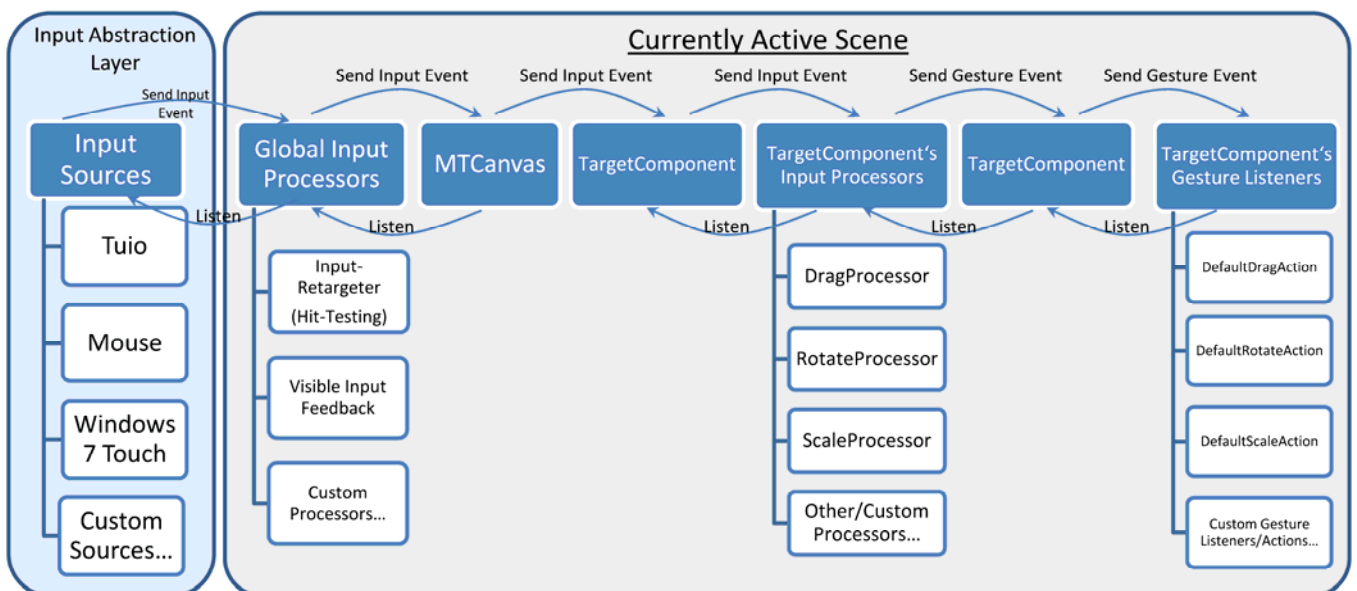 Input Abstraction
Layer
Currently Active Scene
Send Input
Event
Send Input Event
Send Input Event
Send Input Event
Send Gesture Event
Send Gesture Event
Input
Sources
Global Input
Processors
MTCanvas
TargetComponent
TargetComponent‘s
Input Processors
TargetComponent
TargetComponent‘s
Gesture Listeners
Listen
Listen
Listen
Listen
Listen
Tuio
Mouse
Windows
7 Touch
Custom
Sources...
Input-
Retargeter
(Hit-Testing)
Visible Input
Feedback
Custom
Processors...
DragProcessor
RotateProcessor
ScaleProcessor
Other/Custom
Processors...
DefaultDragAction
DefaultRotateAction
DefaultScaleAction
Custom Gesture
Listeners/Actions...